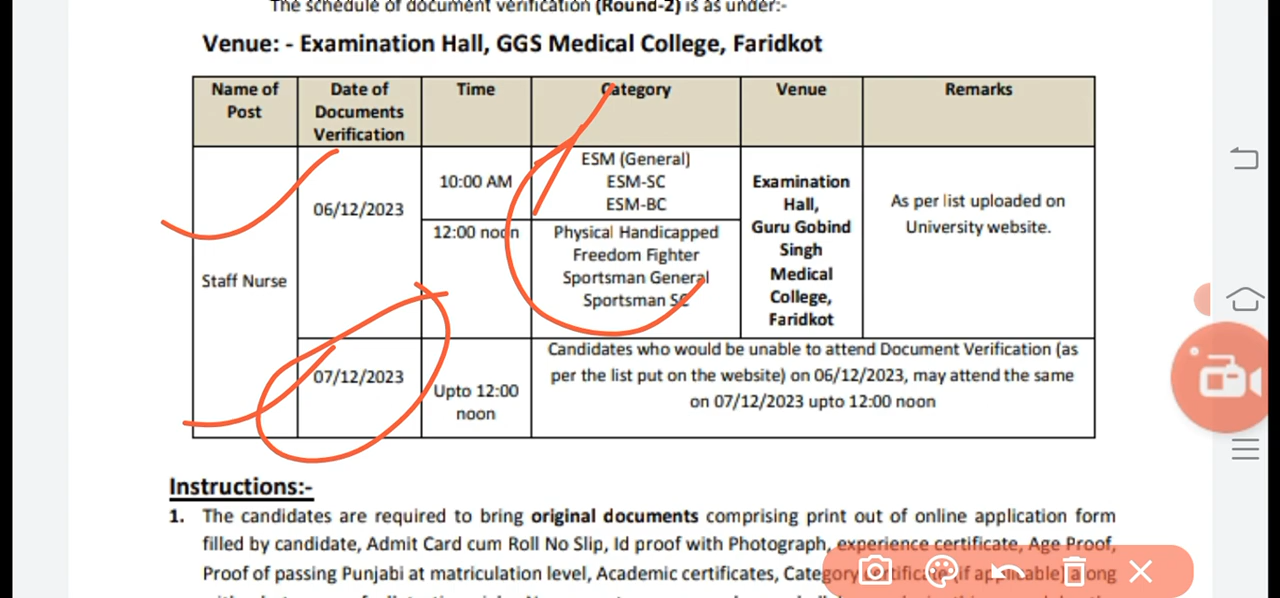 The schedule of document verification (Round-2) is as under:-
Venue: - Examination Hall, GGS Medical College, Faridkot
Name of Post
Date of Documents Verification
Time
Category
Venue
Remarks
Staff Nurse
06/12/2023
10:00 AM
ESM (General)
ESM-SC
ESM-BC
12:00 noon
Physical Handicapped
Freedom Fighter
Sportsman General
Sportsman SC
Examination
Hall,
Guru Gobind
Singh
Medical
College,
Faridkot
As per list uploaded on
University website.
07/12/2023
Upto 12:00
noon
Candidates who would be unable to attend Document Verification (as
per the list put on the website) on 06/12/2023, may attend the same
on 07/12/2023 upto 12:00 noon
Instructions:-
1. The candidates are required to bring original documents comprising print out of online application form
filled by candidate, Admit Card cum Roll No Slip, Id proof with Photograph, experience certificate, Age Proof,
Proof of passing Punjabi at matriculation level, Academic certificates, Category certificate (if applicable) along